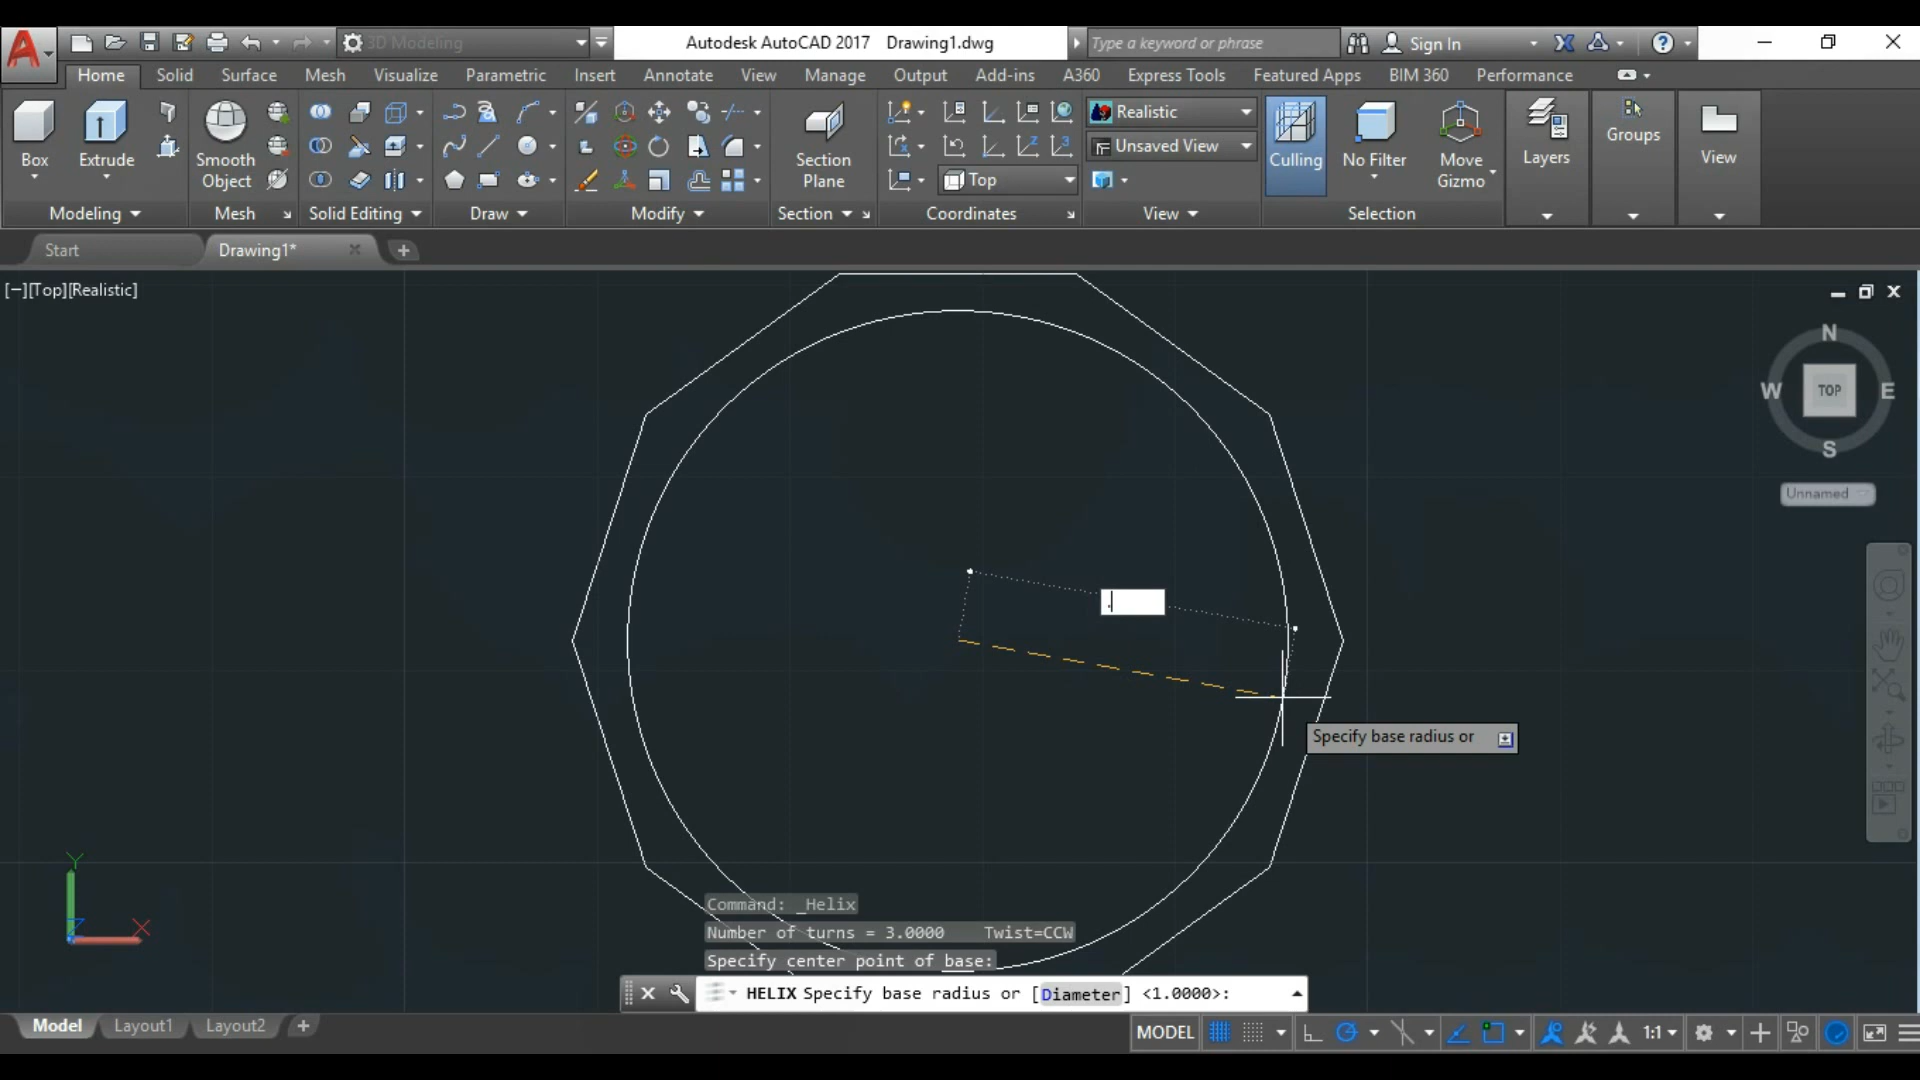 3D Modeling
Autodesk AutoCAD 2017 Drawing1.dwg
Type a keyword or phrase
Sign In
Home Solid Surface Mesh Visualize Parametric Insert Annotate View Manage Output Add-ins A360 Express Tools Featured Apps BIM 360 Performance
Box
Extrude
Smooth Object
Section Plane
Top
Realistic
Unsaved View
Culling
No Filter
Move Gizmo
Layers
Groups
View
Modeling Mesh Solid Editing Draw Modify Section Coordinates View Selection
Start Drawing1*
[−][Top][Realistic]
N
W TOP E
S
Unnamed
.
Specify base radius or
Y
Z
X
Command: _Helix
Number of turns = 3.0000 Twist=CCW
Specify center point of base:
HELIX Specify base radius or [Diameter] <1.0000>:
Model Layout1 Layout2
MODEL
1:1